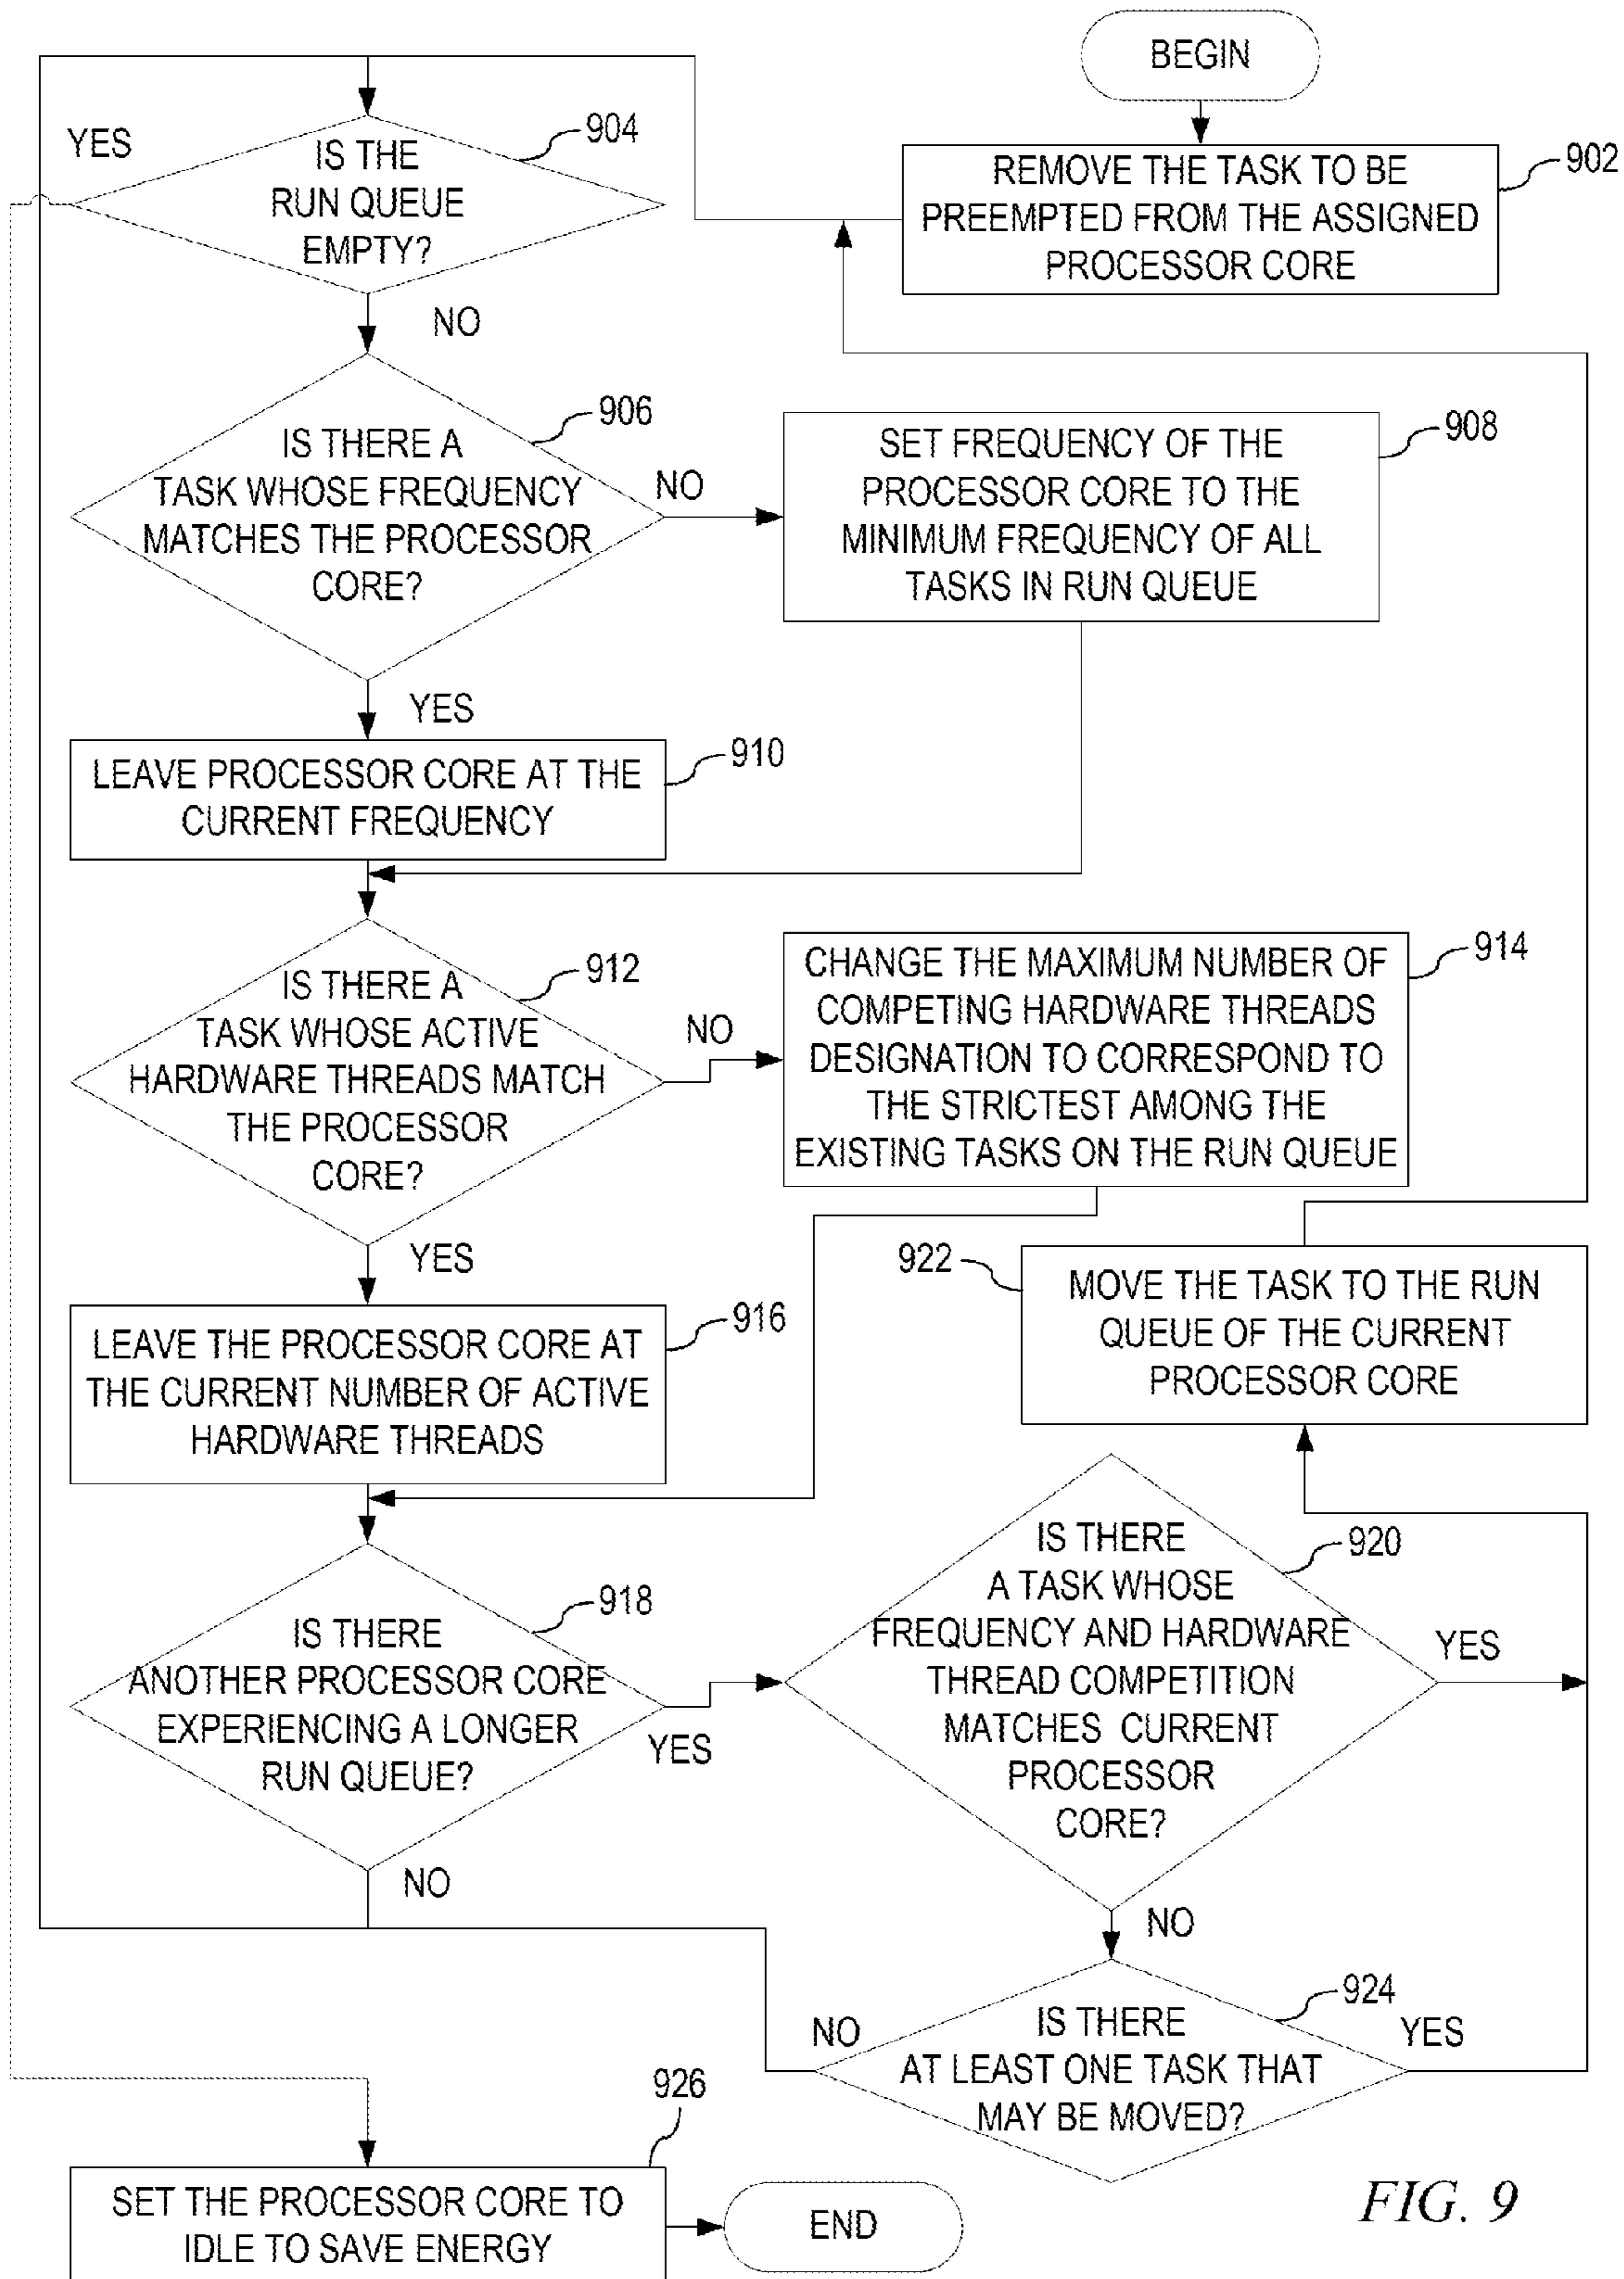 BEGIN
REMOVE THE TASK TO BE
PREEMPTED FROM THE ASSIGNED
PROCESSOR CORE
902
YES
IS THE
RUN QUEUE
EMPTY?
904
NO
IS THERE A
TASK WHOSE FREQUENCY
MATCHES THE PROCESSOR
CORE?
906
NO
SET FREQUENCY OF THE
PROCESSOR CORE TO THE
MINIMUM FREQUENCY OF ALL
TASKS IN RUN QUEUE
908
YES
LEAVE PROCESSOR CORE AT THE
CURRENT FREQUENCY
910
IS THERE A
TASK WHOSE ACTIVE
HARDWARE THREADS MATCH
THE PROCESSOR
CORE?
912
NO
CHANGE THE MAXIMUM NUMBER OF
COMPETING HARDWARE THREADS
DESIGNATION TO CORRESPOND TO
THE STRICTEST AMONG THE
EXISTING TASKS ON THE RUN QUEUE
914
YES
LEAVE THE PROCESSOR CORE AT
THE CURRENT NUMBER OF ACTIVE
HARDWARE THREADS
916
922
MOVE THE TASK TO THE RUN
QUEUE OF THE CURRENT
PROCESSOR CORE
IS THERE
ANOTHER PROCESSOR CORE
EXPERIENCING A LONGER
RUN QUEUE?
918
YES
NO
IS THERE
A TASK WHOSE
FREQUENCY AND HARDWARE
THREAD COMPETITION
MATCHES CURRENT
PROCESSOR
CORE?
920
YES
NO
IS THERE
AT LEAST ONE TASK THAT
MAY BE MOVED?
924
NO
YES
926
SET THE PROCESSOR CORE TO
IDLE TO SAVE ENERGY
END
FIG. 9